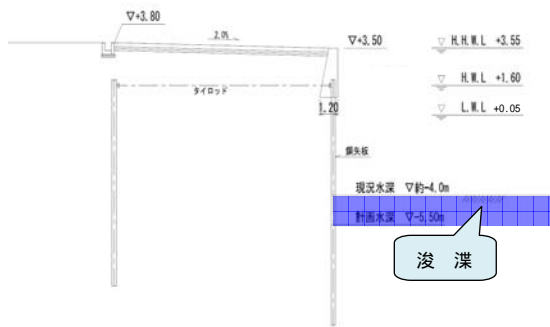 ▽+3.80
2.0%
▽+3.50
▽ H.H.W.L +3.55
タイロッド
▽ H.W.L +1.60
1.20
▽ L.W.L +0.05
鋼矢板
現況水深 ▽約-4.0m
計画水深 ▽-5.50m
浚 渫